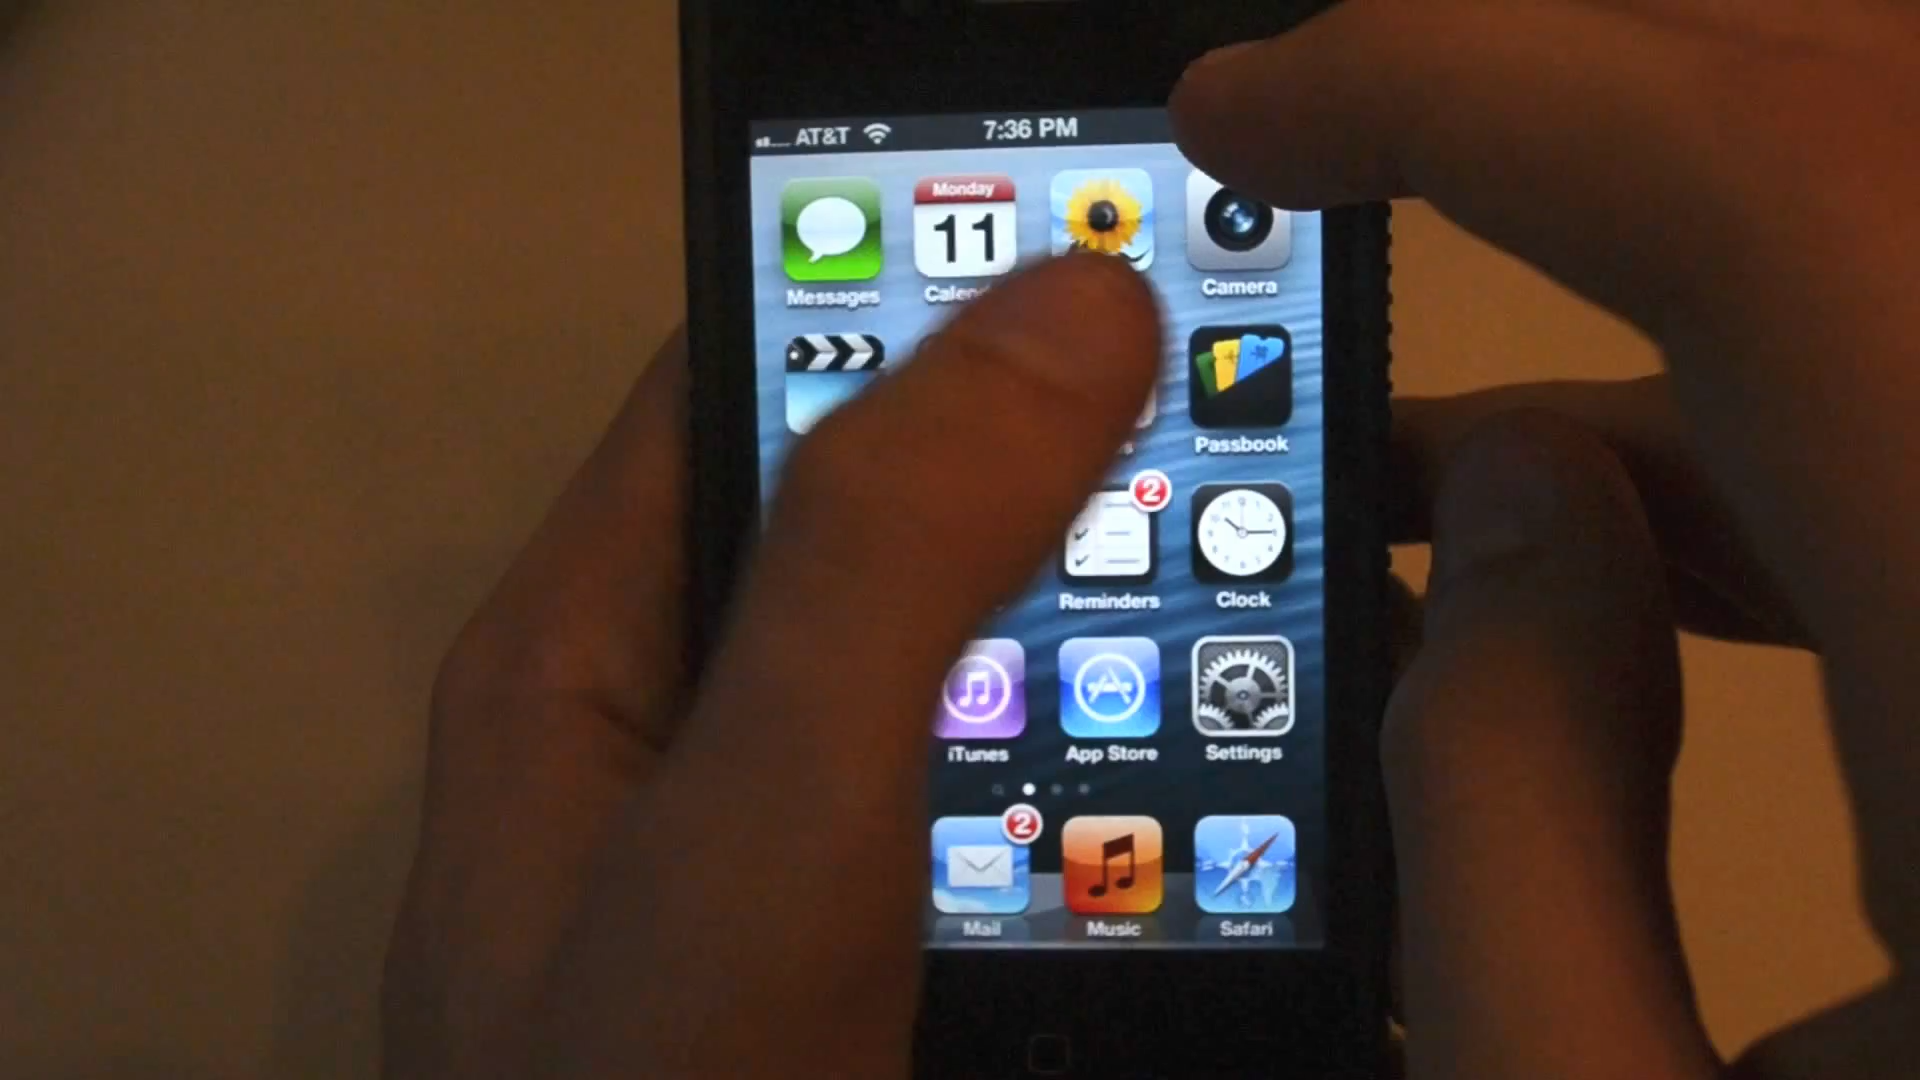 AT&T 7:36 PM
Monday
11
Messages Camera
Passbook
2
Reminders Clock
iTunes App Store Settings
2
Mail Music Safari